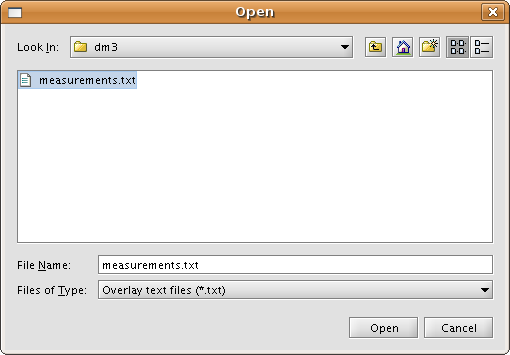 Open
Look In: dm3
measurements.txt
File Name: measurements.txt
Files of Type: Overlay text files (*.txt)
Open Cancel